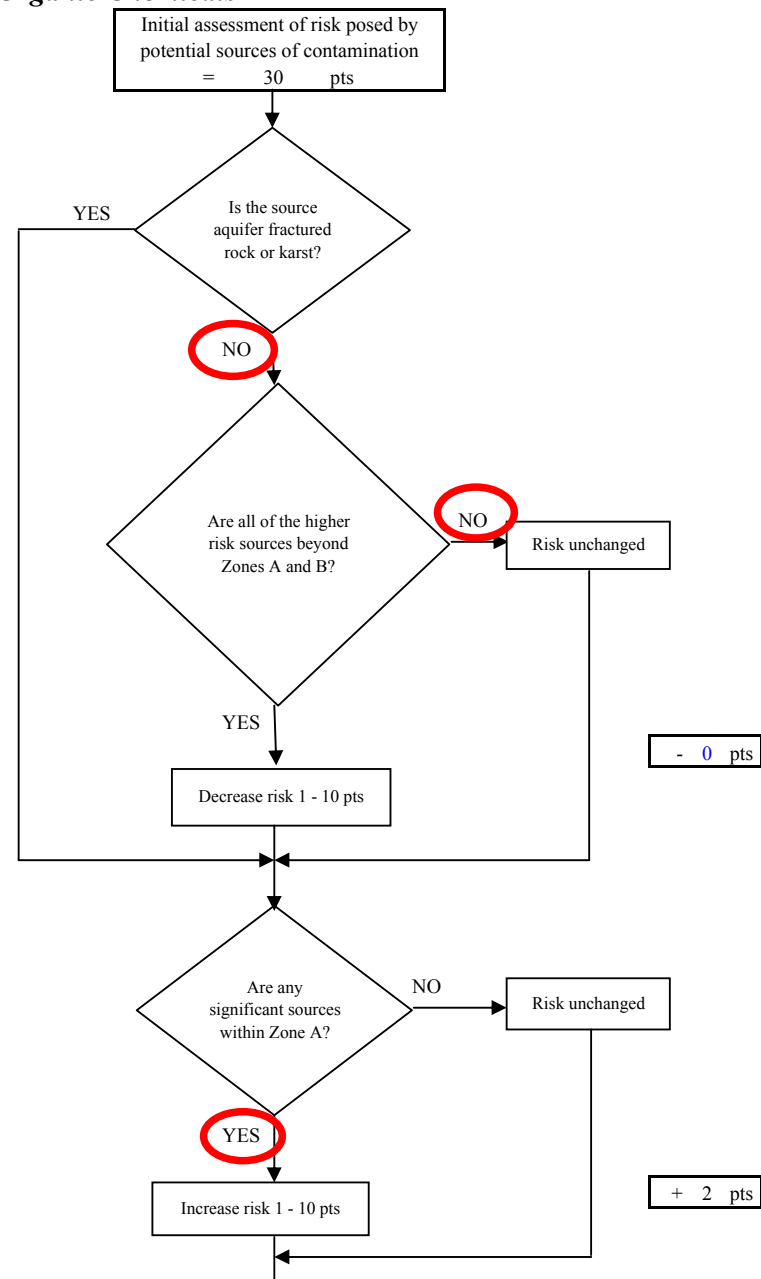 Initial assessment of risk posed by
potential sources of contamination
= 30 pts
Is the source
aquifer fractured
rock or karst?
YES
NO
Are all of the higher
risk sources beyond
Zones A and B?
NO
Risk unchanged
YES
- 0 pts
Decrease risk 1 - 10 pts
Are any
significant sources
within Zone A?
NO
Risk unchanged
YES
+ 2 pts
Increase risk 1 - 10 pts